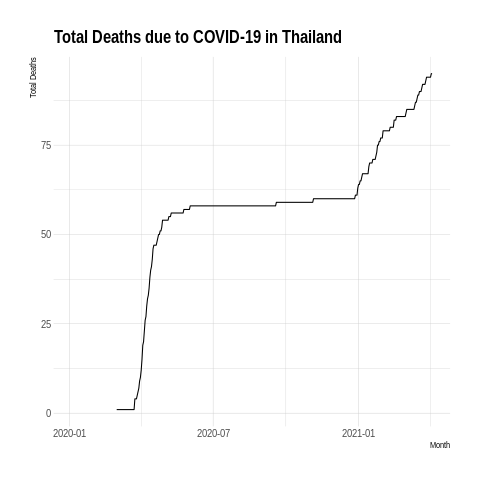 Total Deaths due to COVID-19 in Thailand
Total Deaths
75
50
25
0
2020-01
2020-07
2021-01
Month